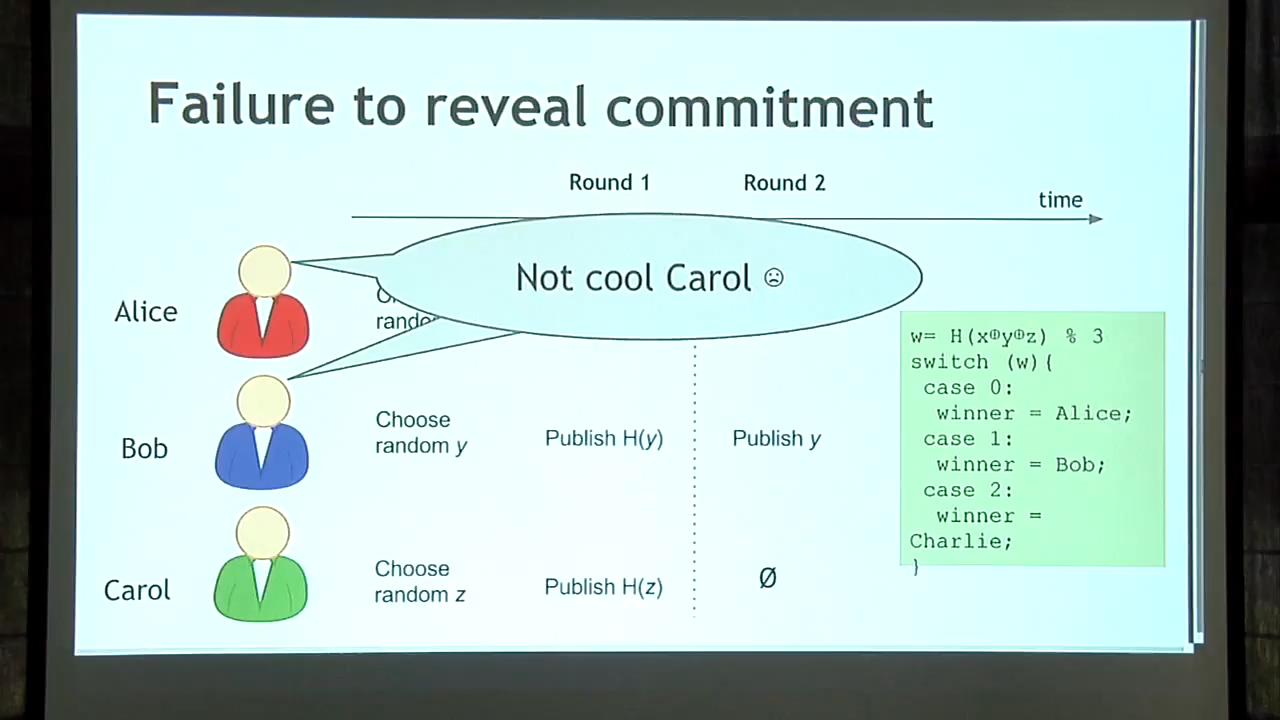 Failure to reveal commitment
Round 1
Round 2
time
Not cool Carol ☹
Alice
Bob
Choose
random y
Publish H(y)
Publish y
Carol
Choose
random z
Publish H(z)
Ø
w= H(x⊕y⊕z) % 3
switch (w){
case 0:
winner = Alice;
case 1:
winner = Bob;
case 2:
winner =
Charlie;
}